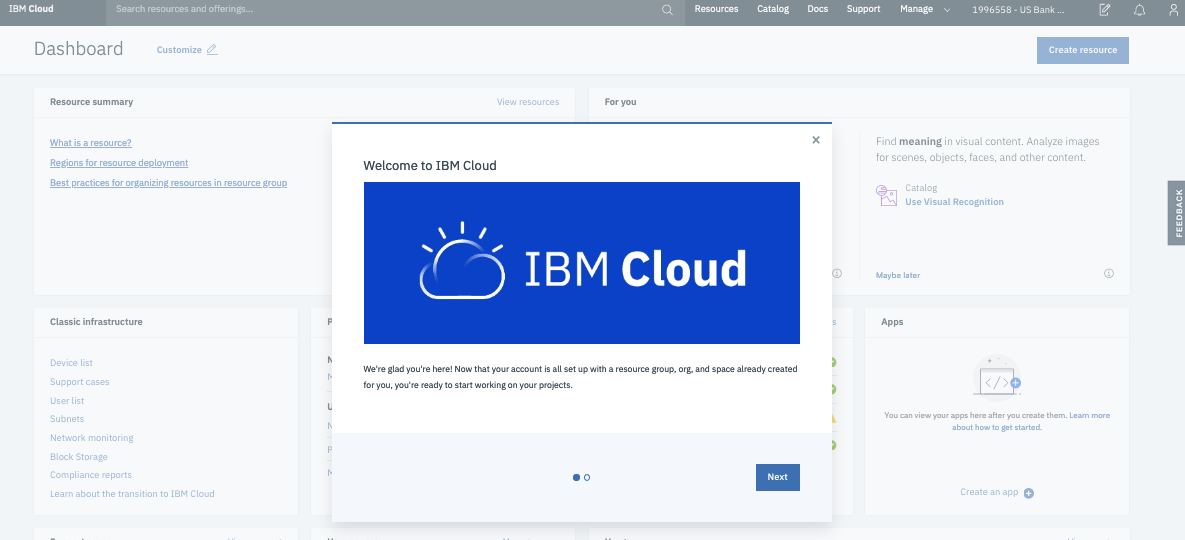 IBM Cloud
Search resources and offerings...
Resources
Catalog
Docs
Support
Manage
1996558 - US Bank ...
Dashboard
Customize
Create resource
Resource summary
View resources
What is a resource?
Regions for resource deployment
Best practices for organizing resources in resource group
For you
Find meaning in visual content. Analyze images
for scenes, objects, faces, and other content.
Catalog
Use Visual Recognition
Maybe later
FEEDBACK
Welcome to IBM Cloud
IBM Cloud
We're glad you're here! Now that your account is all set up with a resource group, org, and space already created
for you, you're ready to start working on your projects.
Next
Classic infrastructure
Device list
Support cases
User list
Subnets
Network monitoring
Block Storage
Compliance reports
Learn about the transition to IBM Cloud
Apps
You can view your apps here after you create them. Learn more
about how to get started.
Create an app